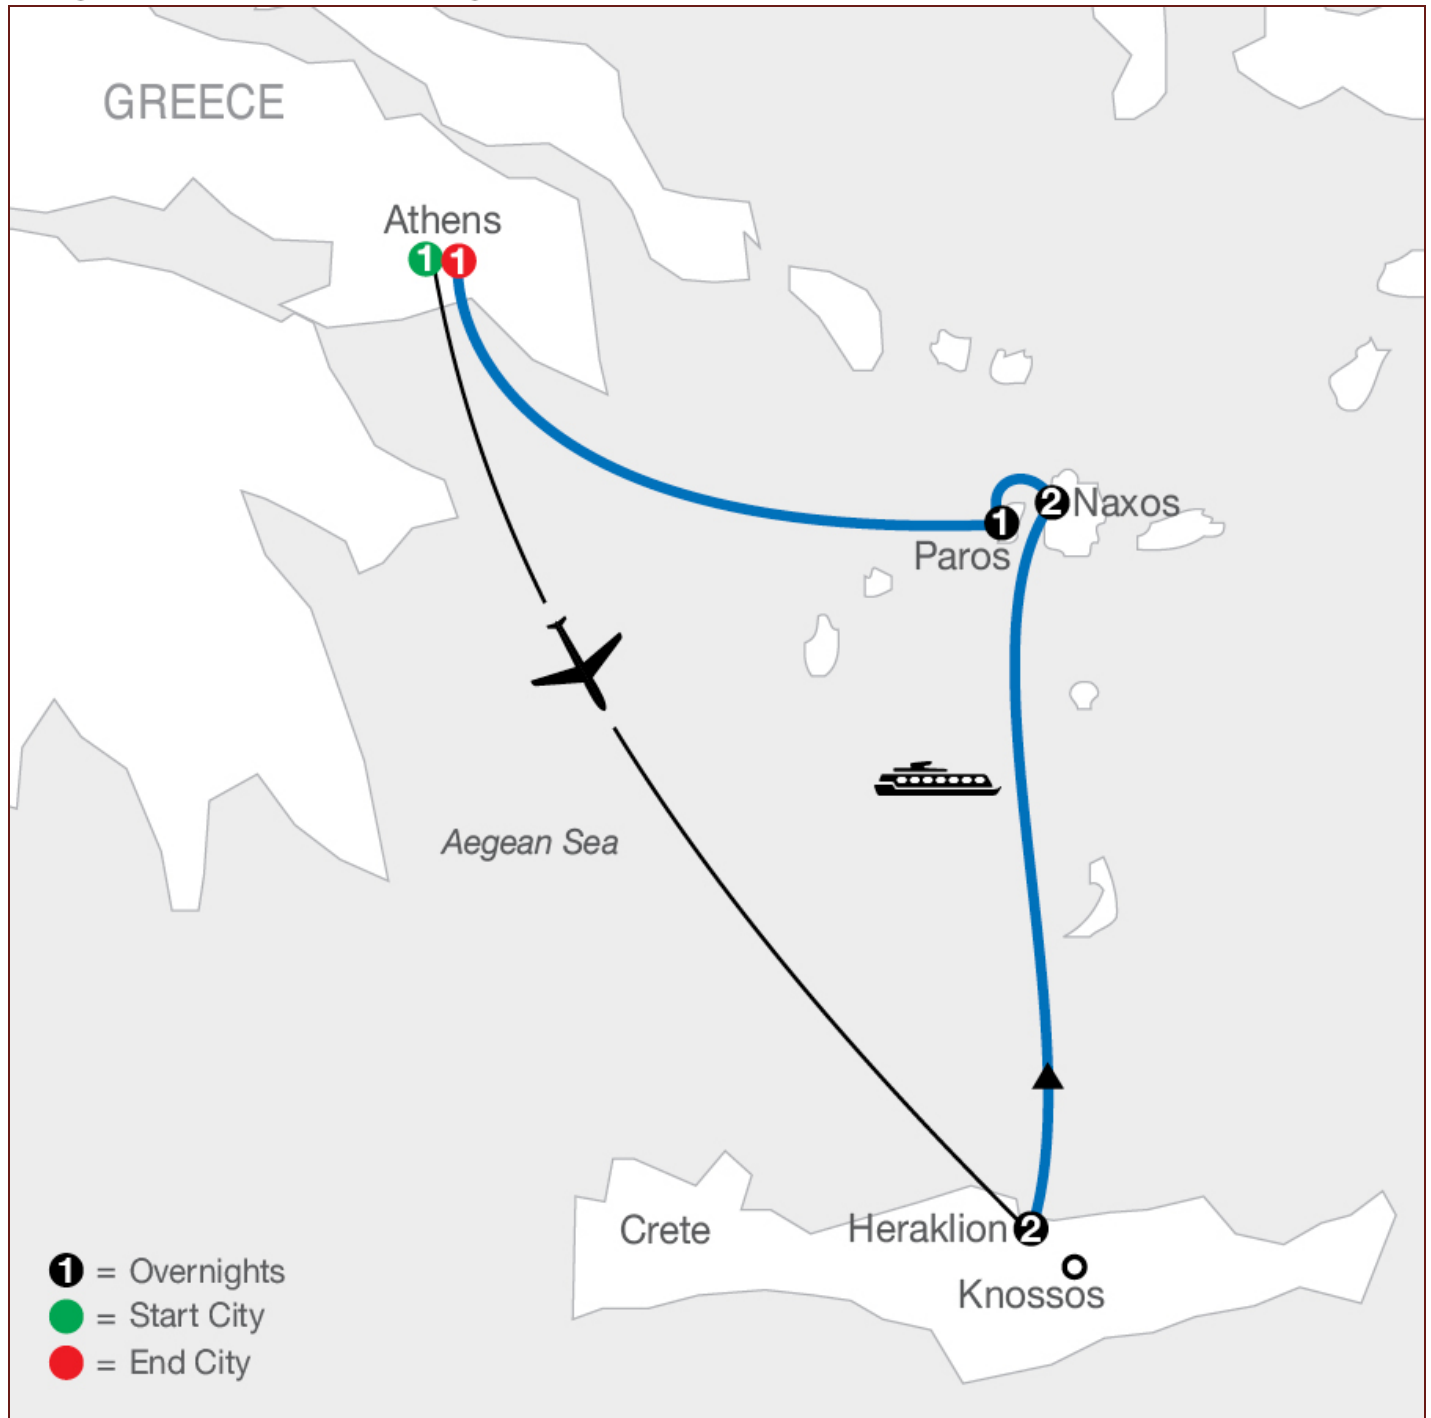 GREECE
Athens
1 1
2 Naxos
1
Paros
Aegean Sea
Crete
Heraklion 2
Knossos
1 = Overnights
= Start City
= End City